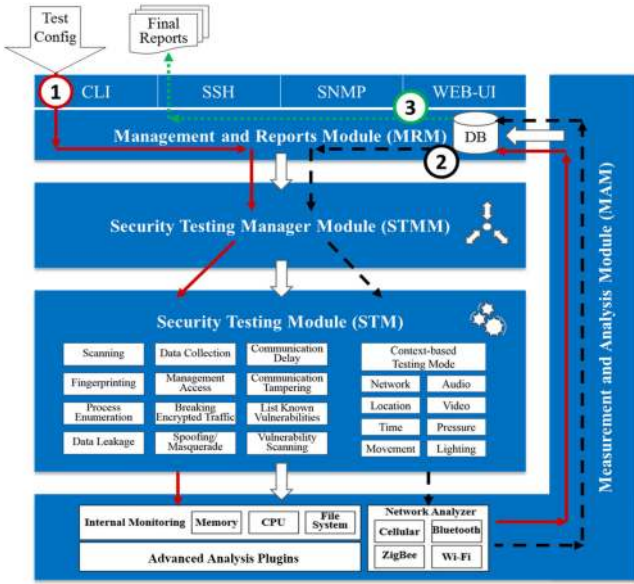 Test
Config
Final
Reports
1
CLI
SSH
SNMP
WEB-UI
3
Management and Reports Module (MRM)
DB
2
Security Testing Manager Module (STMM)
Security Testing Module (STM)
Scanning
Data Collection
Communication
Delay
Context-based
Testing Mode
Fingerprinting
Management
Access
Communication
Tampering
Network
Audio
Process
Enumeration
Breaking
Encrypted Traffic
List Known
Vulnerabilities
Location
Video
Time
Pressure
Data Leakage
Spoofing/
Masquerade
Vulnerability
Scanning
Movement
Lighting
Internal Monitoring
Memory
CPU
File
System
Advanced Analysis Plugins
Network Analyzer
Cellular
Bluetooth
ZigBee
Wi-Fi
Measurement and Analysis Module (MAM)